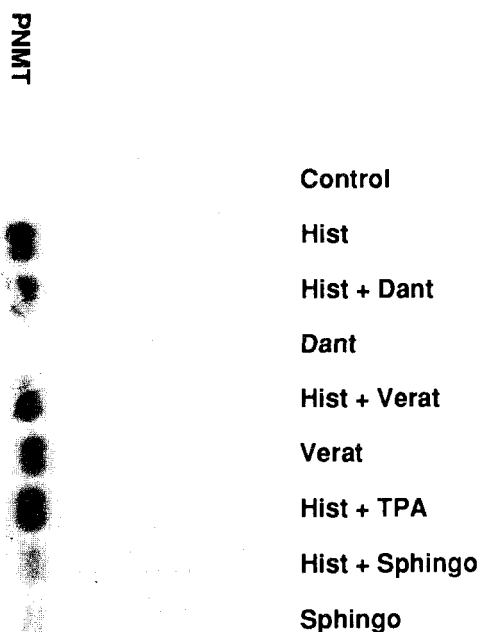 PNMT
Control
Hist
Hist + Dant
Dant
Hist + Verat
Verat
Hist + TPA
Hist + Sphingo
Sphingo